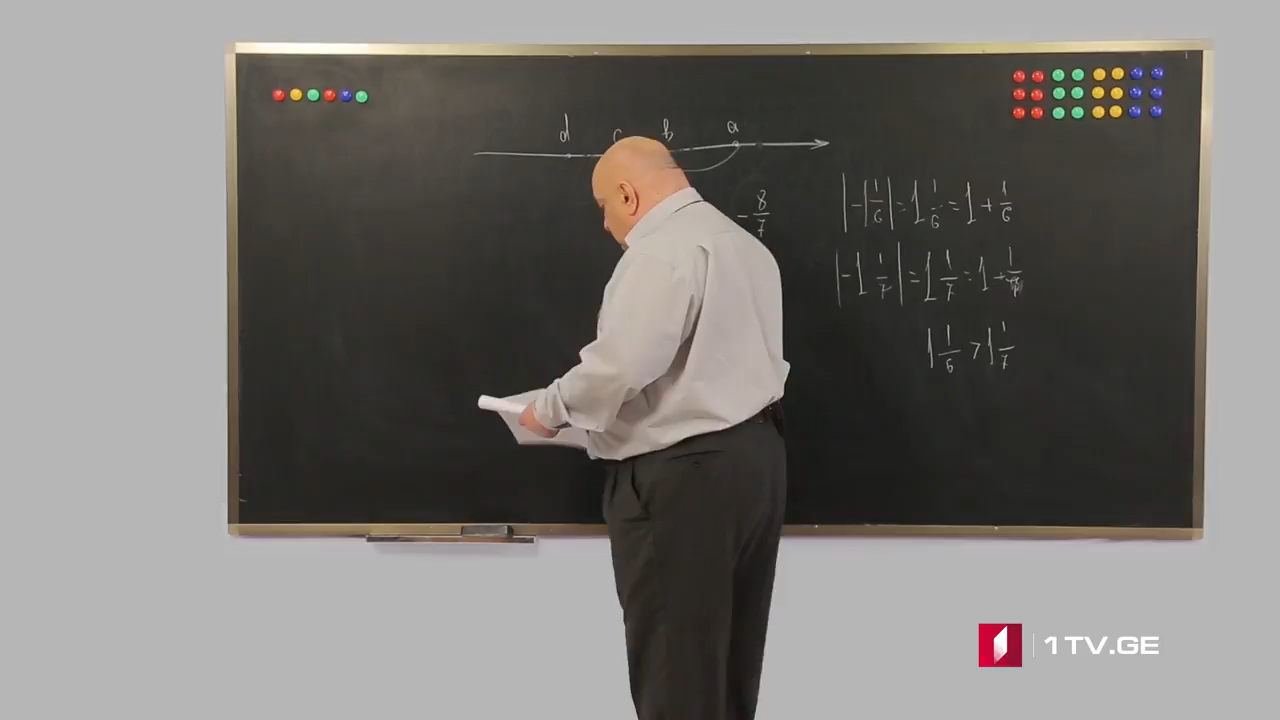 d c b a
- 8/7
|-1 1/6| = 1 1/6 = 1 + 1/6
|-1 1/7| = 1 1/7 = 1 + 1/7
1 1/6 > 1 1/7
1TV.GE